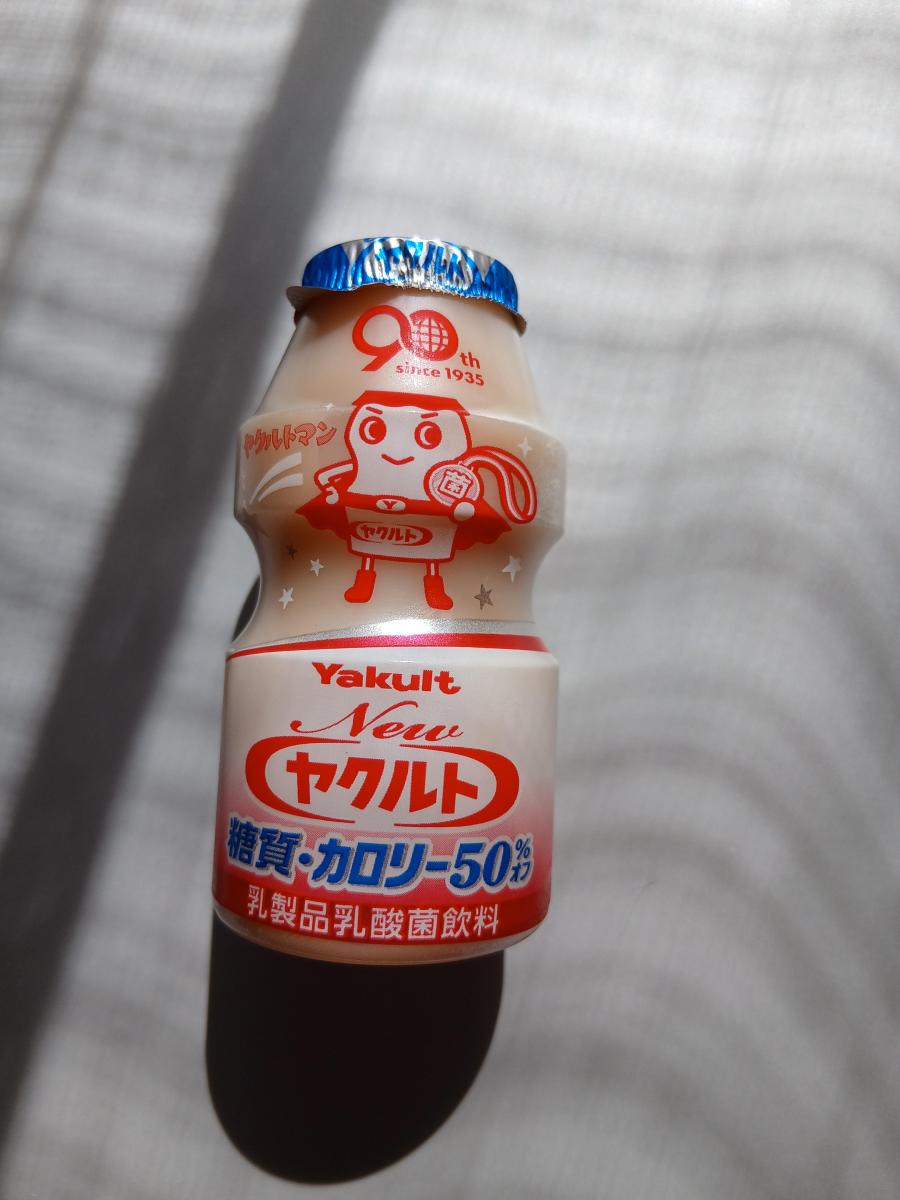 90th
since 1935
ヤクルトマン
菌
Y
ヤクルト
Yakult
New
ヤクルト
糖質・カロリー50%オフ
乳製品乳酸菌飲料